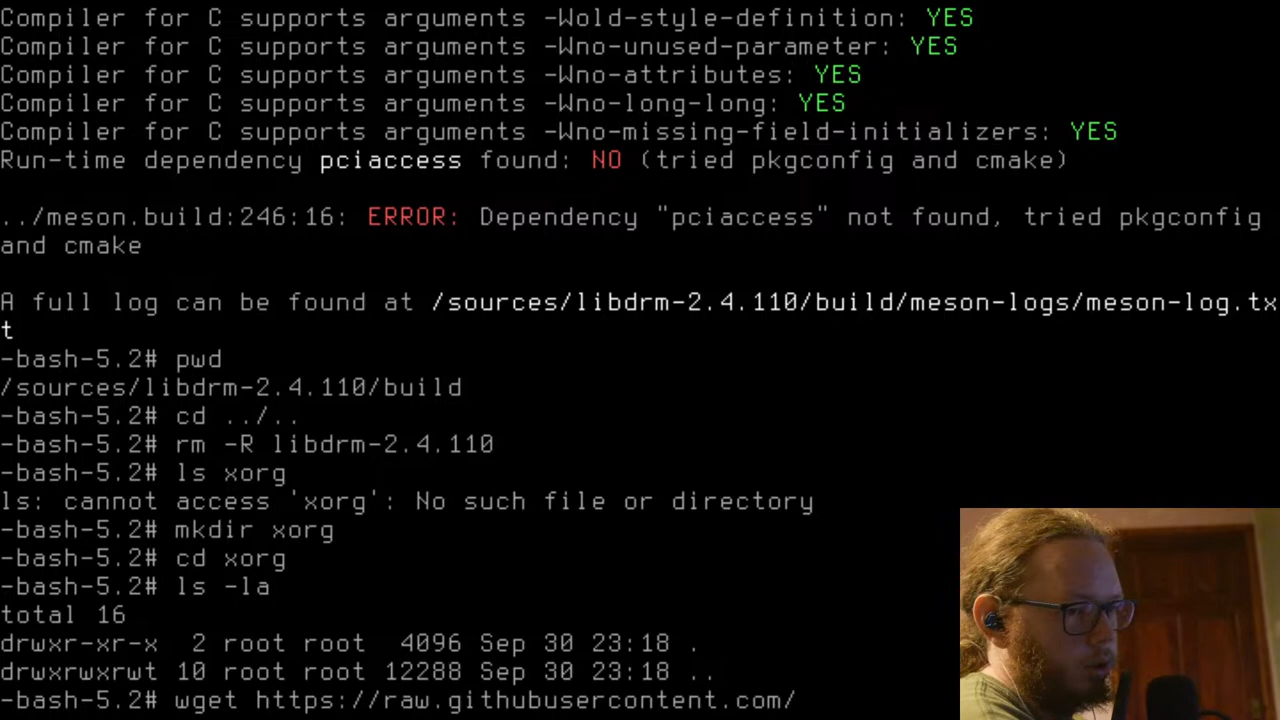 Compiler for C supports arguments -Wold-style-definition: YES
Compiler for C supports arguments -Wno-unused-parameter: YES
Compiler for C supports arguments -Wno-attributes: YES
Compiler for C supports arguments -Wno-long-long: YES
Compiler for C supports arguments -Wno-missing-field-initializers: YES
Run-time dependency pciaccess found: NO (tried pkgconfig and cmake)
../meson.build:246:16: ERROR: Dependency "pciaccess" not found, tried pkgconfig
and cmake
A full log can be found at /sources/libdrm-2.4.110/build/meson-logs/meson-log.tx
t
-bash-5.2# pwd
/sources/libdrm-2.4.110/build
-bash-5.2# cd ../..
-bash-5.2# rm -R libdrm-2.4.110
-bash-5.2# ls xorg
ls: cannot access 'xorg': No such file or directory
-bash-5.2# mkdir xorg
-bash-5.2# cd xorg
-bash-5.2# ls -la
total 16
drwxr-xr-x  2 root root  4096 Sep 30 23:18 .
drwxrwxrwt 10 root root 12288 Sep 30 23:18 ..
-bash-5.2# wget https://raw.githubusercontent.com/